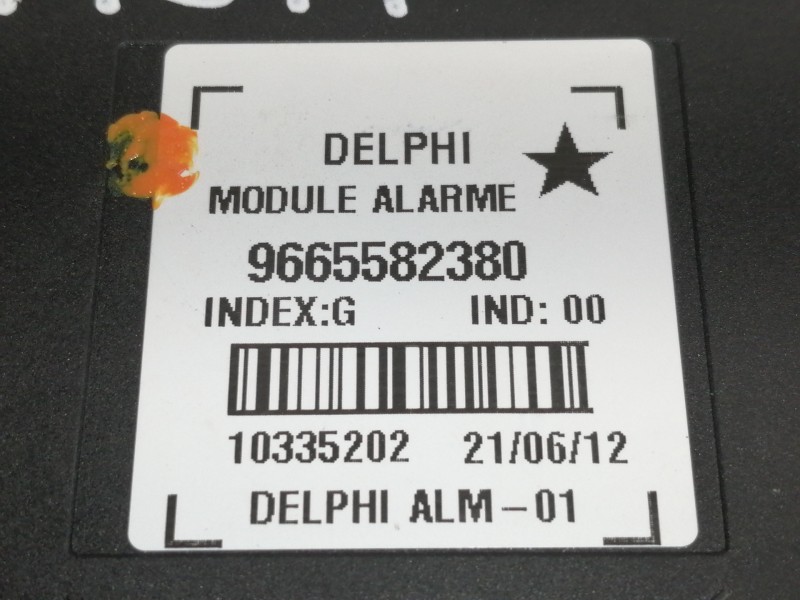 DELPHI
MODULE ALARME
9665582380
INDEX:G IND: 00
10335202 21/06/12
DELPHI ALM-01